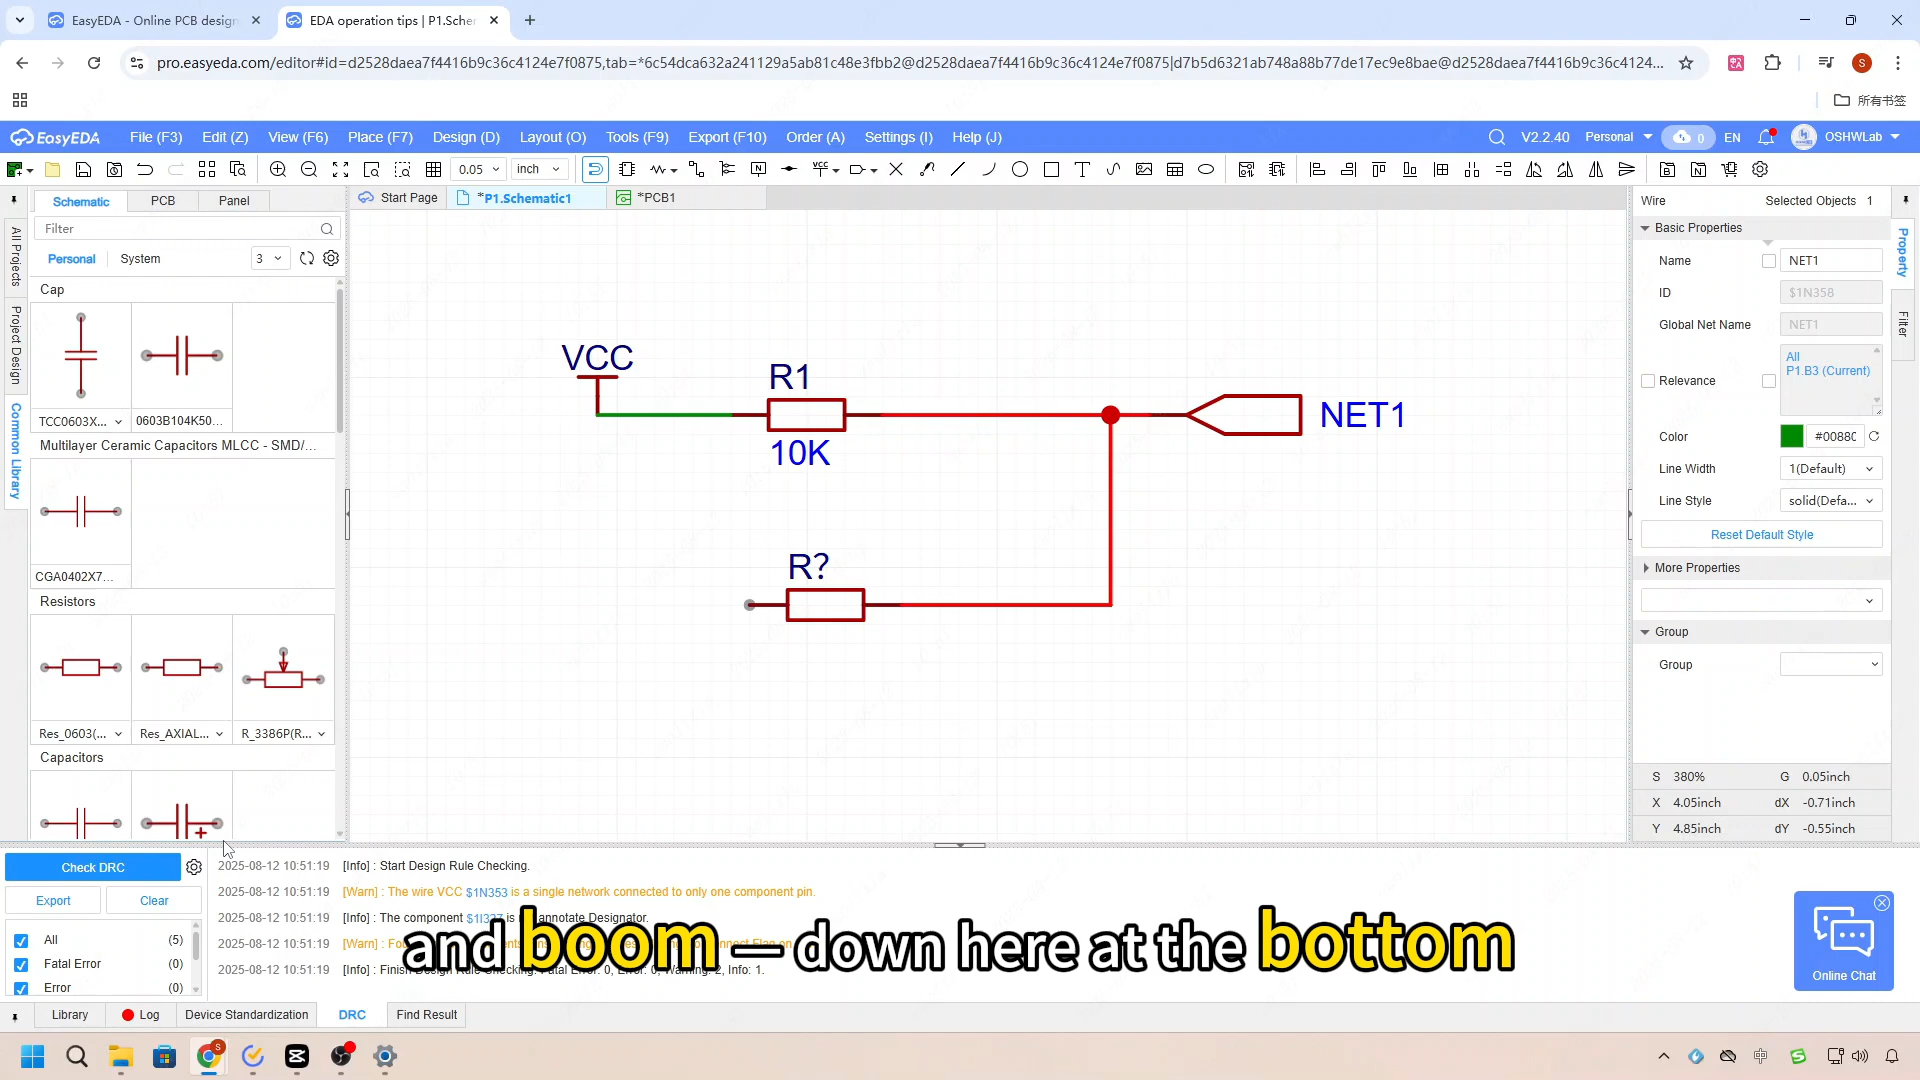 EasyEDA - Online PCB design
EDA operation tips | P1.Schem
pro.easyeda.com/editor#id=d2528daea7f4416b9c36c4124e7f0875,tab=*6c54dca632a241129a5ab81c48e3fbb2@d2528daea7f4416b9c36c4124e7f0875|d7b5d6321ab748a88b77de17ec9e8bae@d2528daea7f4416b9c36c4124...
S
所有书签
EasyEDA
File (F3)
Edit (Z)
View (F6)
Place (F7)
Design (D)
Layout (O)
Tools (F9)
Export (F10)
Order (A)
Settings (I)
Help (J)
V2.2.40
Personal
0
EN
OSHWLab
0.05
inch
VCC
Schematic
PCB
Panel
Start Page
*P1.Schematic1
*PCB1
Filter
Personal
System
3
All Projects
Project Design
Common Library
Cap
TCC0603X...
0603B104K50...
Multilayer Ceramic Capacitors MLCC - SMD/...
CGA0402X7...
Resistors
Res_0603(...
Res_AXIAL...
R_3386P(R...
Capacitors
VCC
R1
10K
NET1
R?
Wire
Selected Objects 1
Basic Properties
Name
NET1
ID
$1N358
Global Net Name
NET1
Relevance
All
P1.B3 (Current)
Color
#0088C
Line Width
1(Default)
Line Style
solid(Defa...
Reset Default Style
More Properties
Group
Group
Property
Filter
S 380% G 0.05inch
X 4.05inch dX -0.71inch
Y 4.85inch dY -0.55inch
Check DRC
Export
Clear
All (5)
Fatal Error (0)
Error (0)
2025-08-12 10:51:19 [Info] : Start Design Rule Checking.
2025-08-12 10:51:19 [Warn] : The wire VCC $1N353 is a single network connected to only one component pin.
2025-08-12 10:51:19 [Info] : The component $1I327 is annotate Designator.
2025-08-12 10:51:19 [Warn] :
2025-08-12 10:51:19 [Info] : Finish Design Rule Checking. Fatal Error: 0, Error: 0, Warning: 2, Info: 1.
and boom — down here at the bottom
Online Chat
Library
Log
Device Standardization
DRC
Find Result
S
中